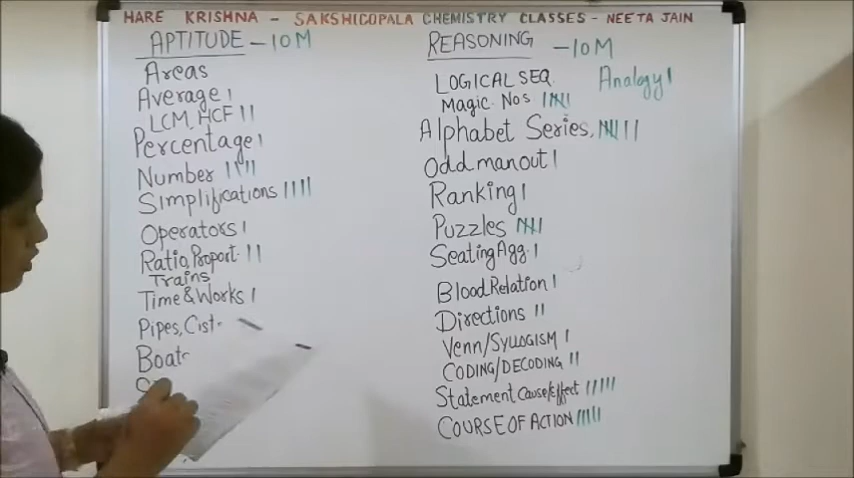 HARE KRISHNA - SAKSHIGOPALA CHEMISTRY CLASSES - NEETA JAIN
APTITUDE - 10M
Areas
Average |
LCM, HCF ||
Percentage |
Number ||||
Simplifications ||||
Operators |
Ratio, Proport. ||
Trains
Time & Works |
Pipes, Cist.
Boat
REASONING - 10M
LOGICAL SEQ. Analogy |
Magic. Nos
Alphabet Series,
Odd.manout |
Ranking |
Puzzles
Seating Agg. |
Blood Relation |
Directions ||
Venn/SYLLOGISM |
CODING/DECODING ||
Statement Cause/Effect |||||
COURSE OF ACTION |||||